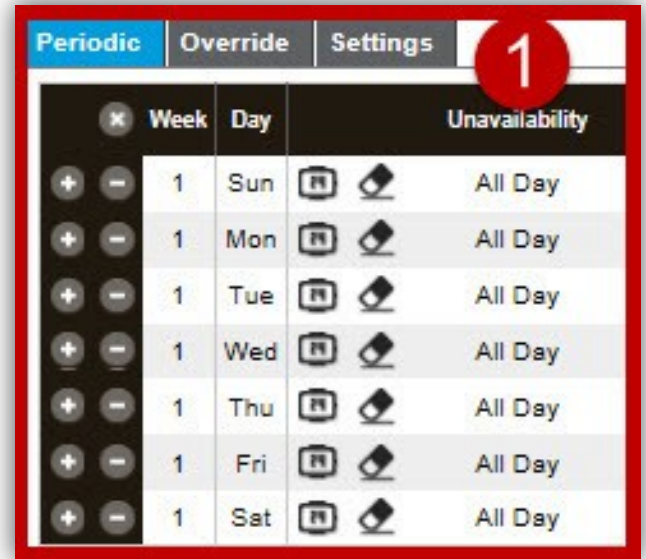 Periodic Override Settings 1
Week Day Unavailability
1 Sun All Day
1 Mon All Day
1 Tue All Day
1 Wed All Day
1 Thu All Day
1 Fri All Day
1 Sat All Day